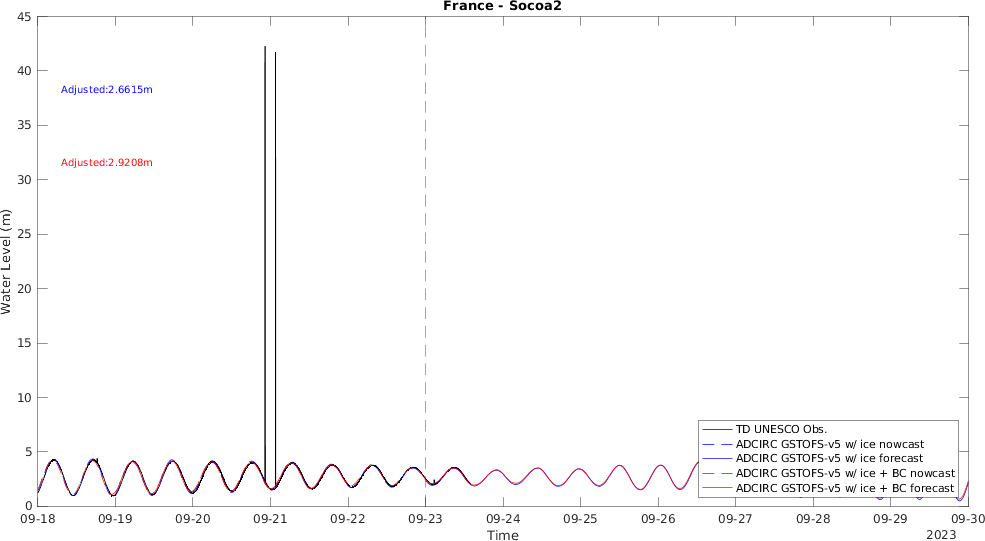 France - Socoa2
Water Level (m)
45
40
35
30
25
20
15
10
5
0
Adjusted:2.6615m
Adjusted:2.9208m
TD UNESCO Obs.
ADCIRC GSTOFS-v5 w/ ice nowcast
ADCIRC GSTOFS-v5 w/ ice forecast
ADCIRC GSTOFS-v5 w/ ice + BC nowcast
ADCIRC GSTOFS-v5 w/ ice + BC forecast
09-18 09-19 09-20 09-21 09-22 09-23 09-24 09-25 09-26 09-27 09-28 09-29 09-30
Time
2023